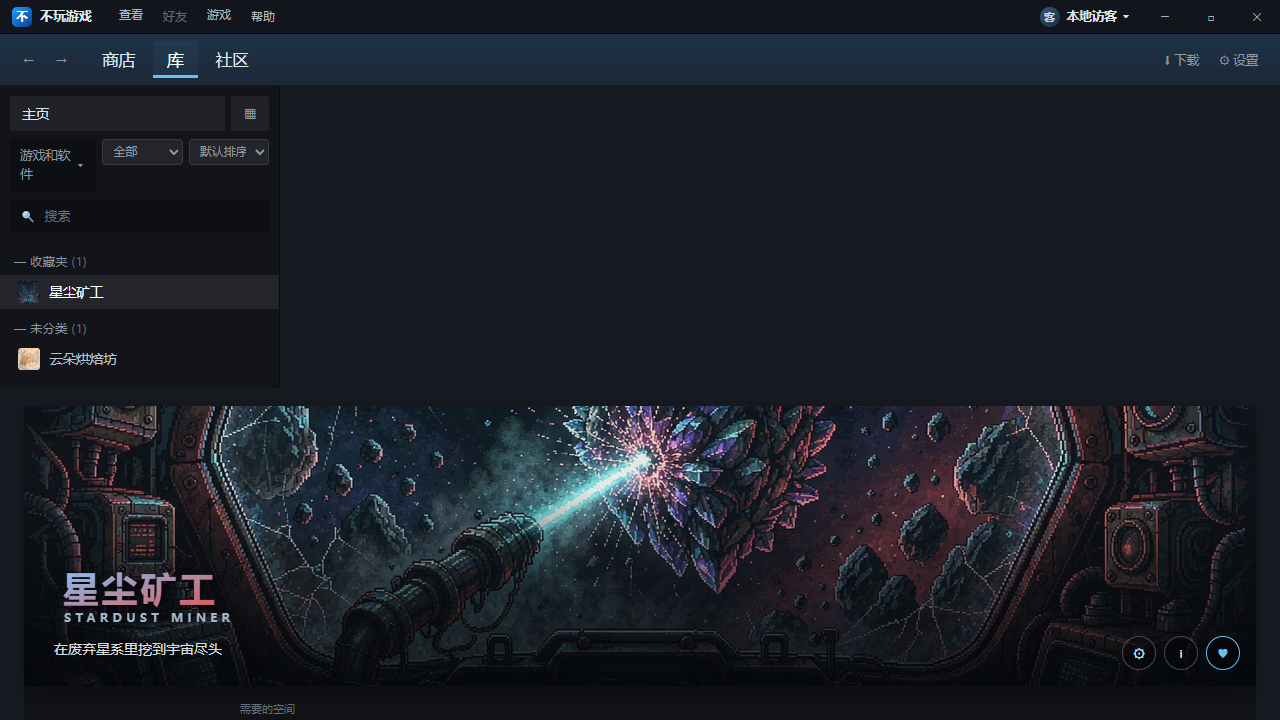 不 不玩游戏 查看 好友 游戏 帮助 客 本地访客
← → 商店 库 社区 ⬇ 下载 ⚙ 设置
主页
游戏和软件 全部 默认排序
搜索
— 收藏夹 (1)
星尘矿工
— 未分类 (1)
云朵烘焙坊
星尘矿工
STARDUST MINER
在废弃星系里挖到宇宙尽头
需要的空间